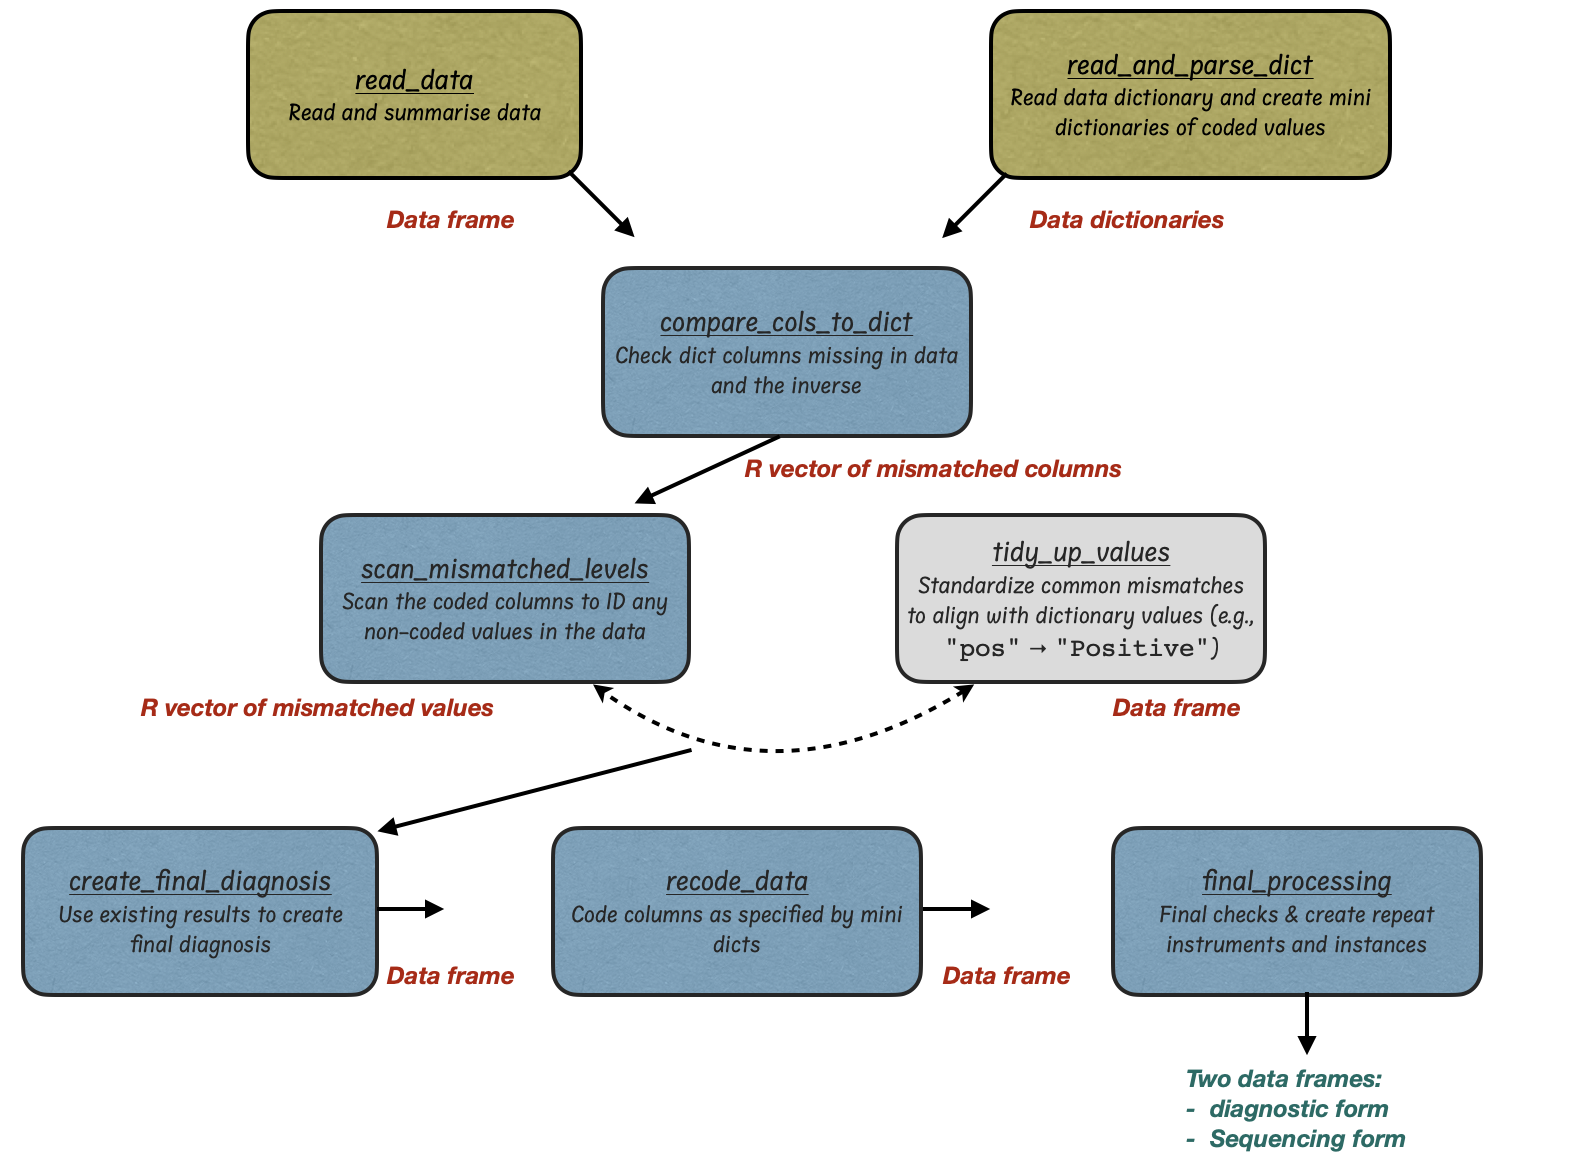 read_data
Read and summarise data
read_and_parse_dict
Read data dictionary and create mini
dictionaries of coded values
Data frame
Data dictionaries
compare_cols_to_dict
Check dict columns missing in data
and the inverse
R vector of mismatched columns
scan_mismatched_levels
Scan the coded columns to ID any
non-coded values in the data
tidy_up_values
Standardize common mismatches
to align with dictionary values (e.g.,
"pos" → "Positive")
R vector of mismatched values
Data frame
create_final_diagnosis
Use existing results to create
final diagnosis
recode_data
Code columns as specified by mini
dicts
final_processing
Final checks & create repeat
instruments and instances
Data frame
Data frame
Two data frames:
- diagnostic form
- Sequencing form